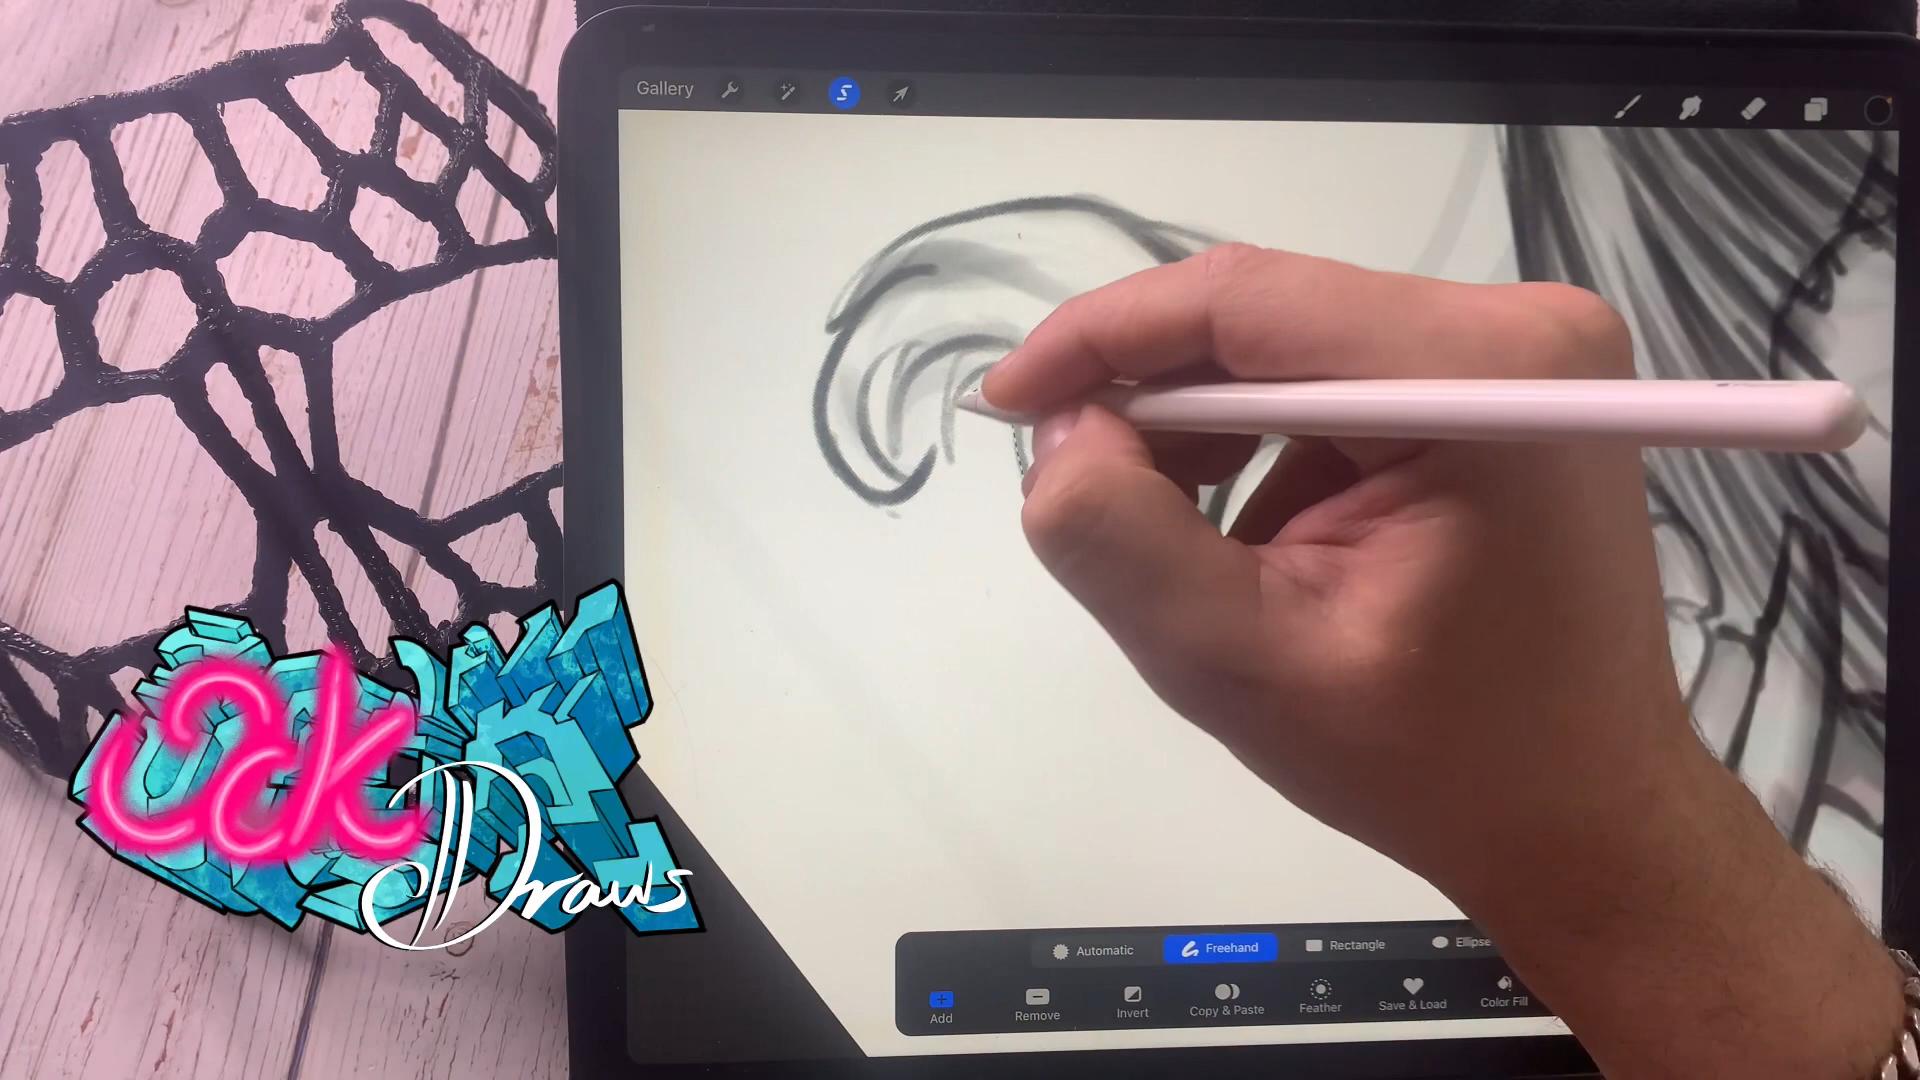 Gallery
Automatic
Freehand
Rectangle
Ellipse
Add
Remove
Invert
Copy & Paste
Feather
Save & Load
Color Fill
Draws